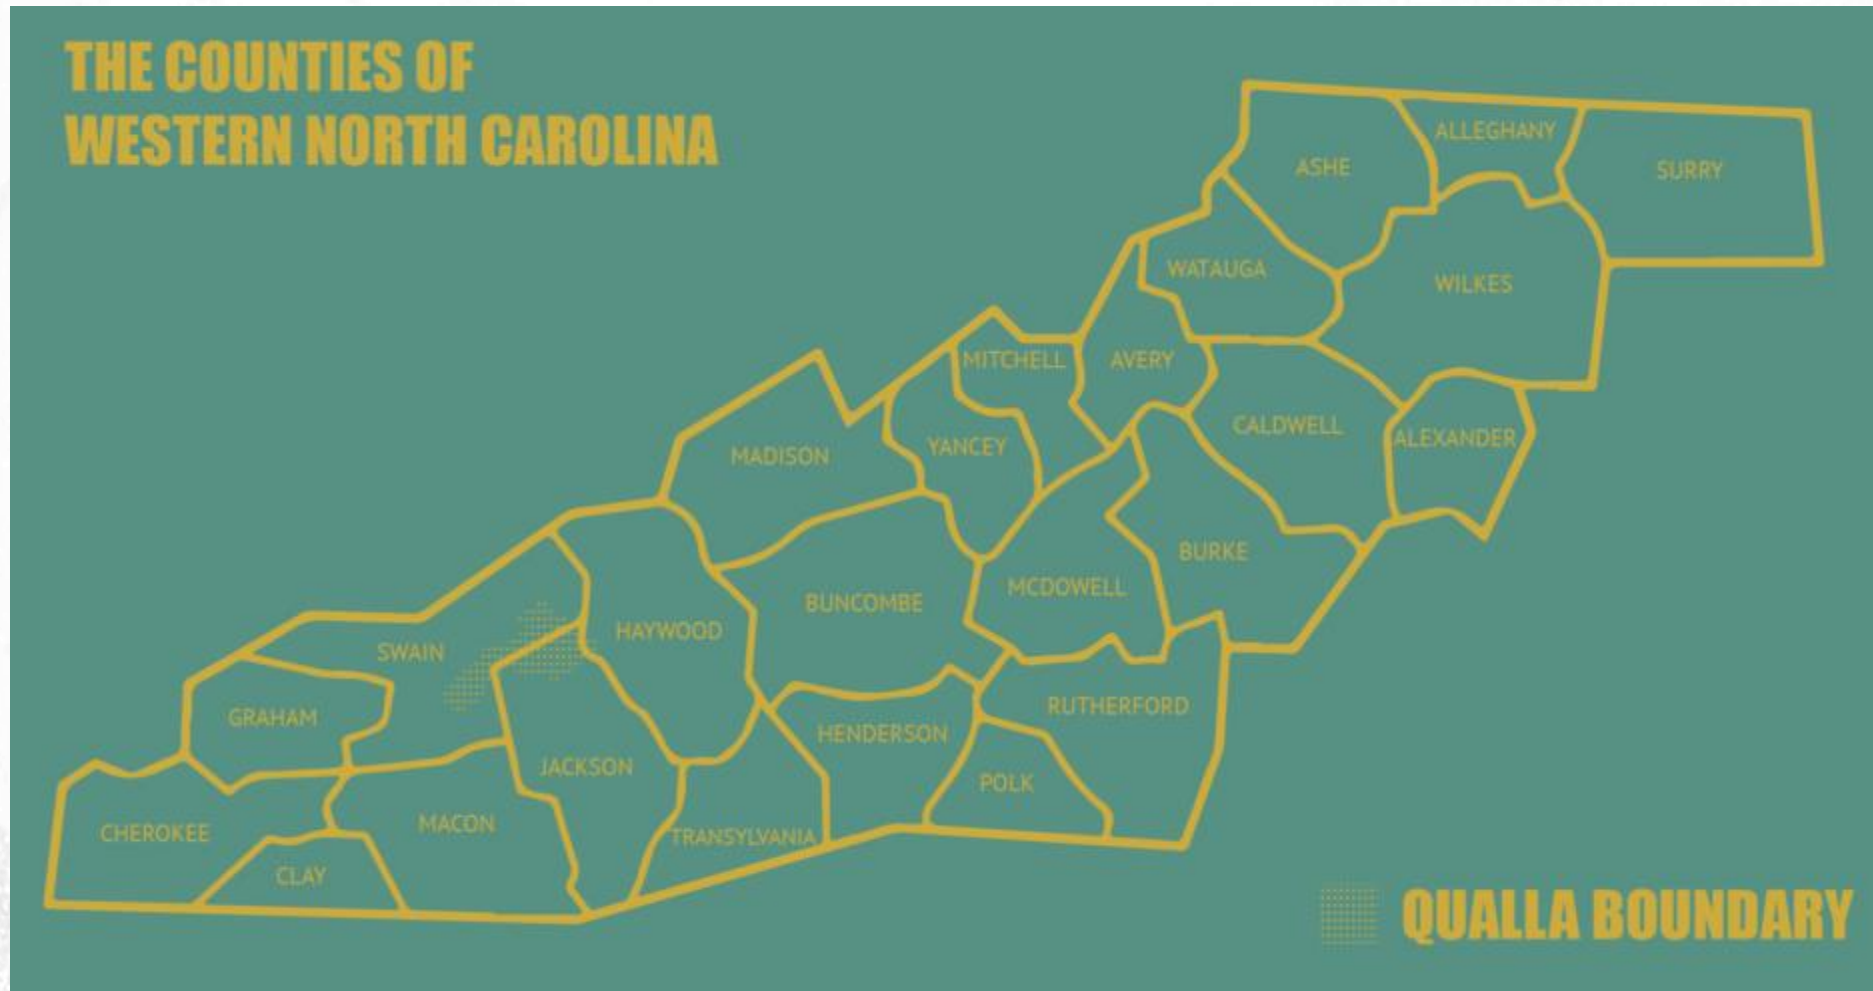 THE COUNTIES OF
WESTERN NORTH CAROLINA
ALLEGHANY
ASHE
SURRY
WATAUGA
WILKES
MITCHELL
AVERY
CALDWELL
ALEXANDER
YANCEY
MADISON
BURKE
MCDOWELL
BUNCOMBE
HAYWOOD
SWAIN
RUTHERFORD
GRAHAM
HENDERSON
JACKSON
POLK
MACON
CHEROKEE
TRANSYLVANIA
CLAY
QUALLA BOUNDARY